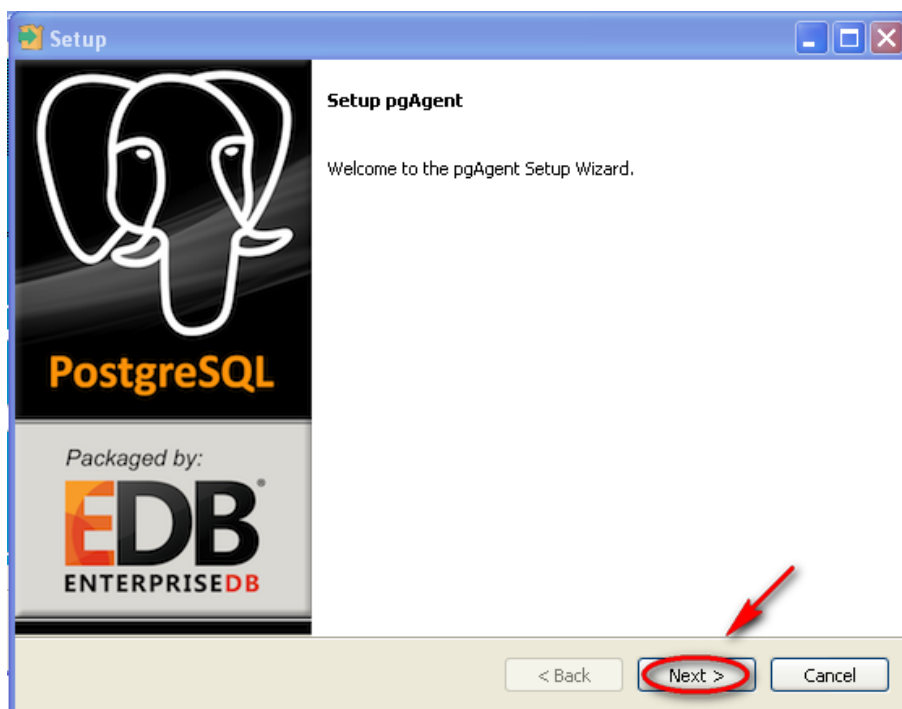 Setup
Setup pgAgent
Welcome to the pgAgent Setup Wizard.
PostgreSQL
Packaged by:
EDB®
ENTERPRISEDB
< Back
Next >
Cancel